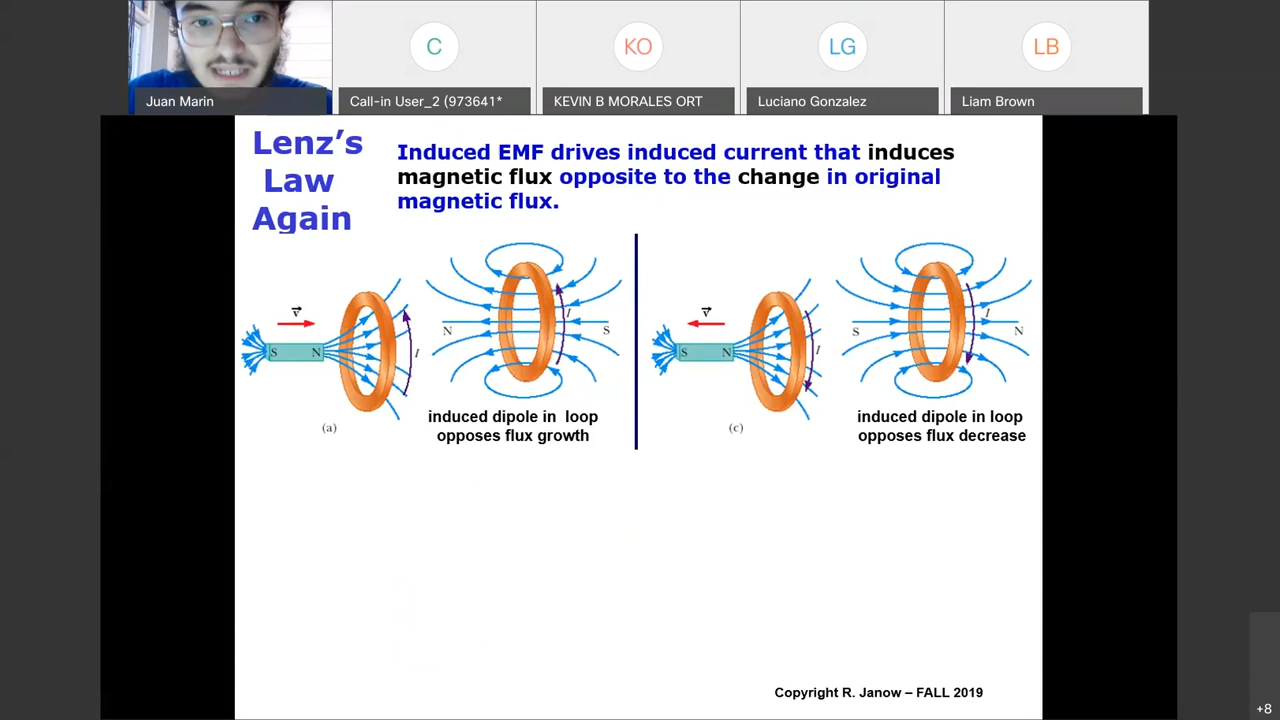 C
KO
LG
LB
Juan Marin
Call-in User_2 (973641*
KEVIN B MORALES ORT
Luciano Gonzalez
Liam Brown
Lenz’s
Law
Again
Induced EMF drives induced current that induces
magnetic flux opposite to the change in original
magnetic flux.
v
S N
I
(a)
N
I
S
induced dipole in loop
opposes flux growth
v
S N
I
(c)
S
I
N
induced dipole in loop
opposes flux decrease
Copyright R. Janow – FALL 2019
+8